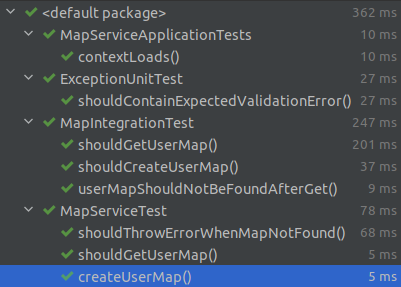 <default package> 362 ms
MapServiceApplicationTests 10 ms
contextLoads() 10 ms
ExceptionUnitTest 27 ms
shouldContainExpectedValidationError() 27 ms
MapIntegrationTest 247 ms
shouldGetUserMap() 201 ms
shouldCreateUserMap() 37 ms
userMapShouldNotBeFoundAfterGet() 9 ms
MapServiceTest 78 ms
shouldThrowErrorWhenMapNotFound() 68 ms
shouldGetUserMap() 5 ms
createUserMap() 5 ms